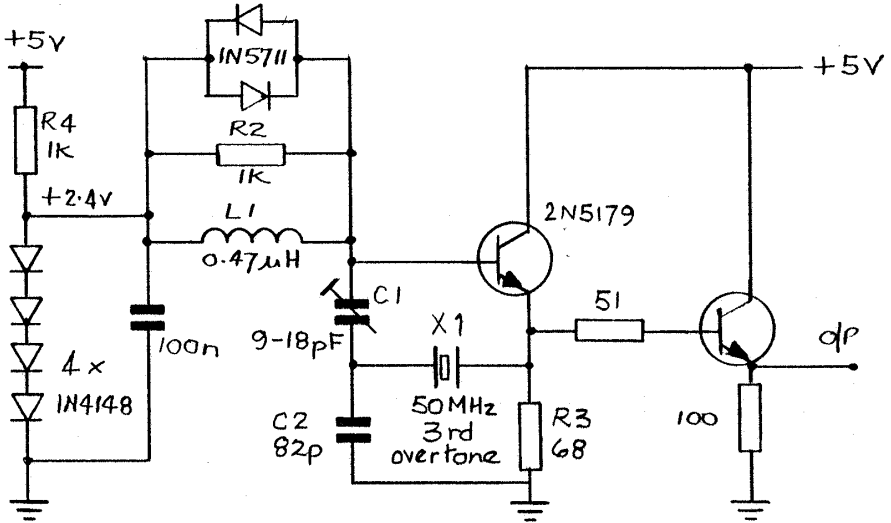 +5V
1N5711
+5V
R4
1K
R2
1K
+2.4V
L1
0.47µH
2N5179
C1
9-18pF
X1
51
O/P
100n
4x
1N4148
50MHz
3rd
overtone
C2
82p
R3
68
100